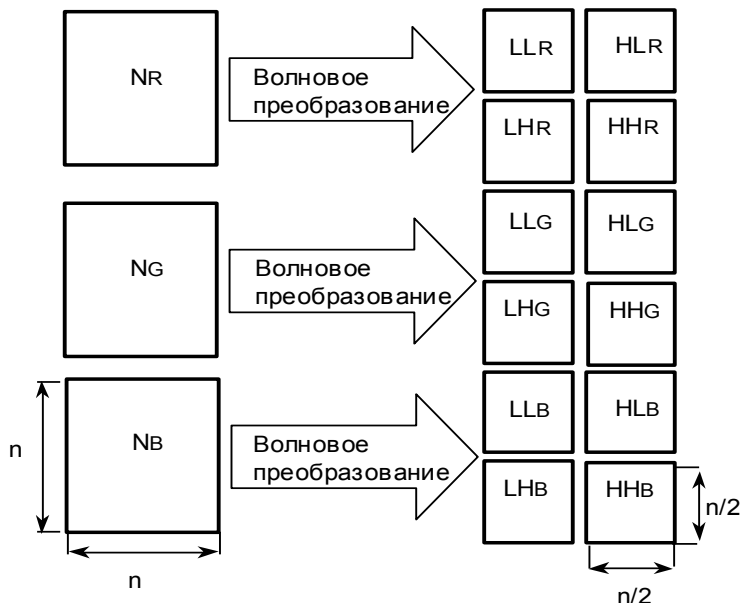 NR
Волновое
преобразование
LLR
HLR
LHR
HHR
NG
Волновое
преобразование
LLG
HLG
LHG
HHG
n
NB
n
Волновое
преобразование
LLB
HLB
LHB
HHB
n/2
n/2